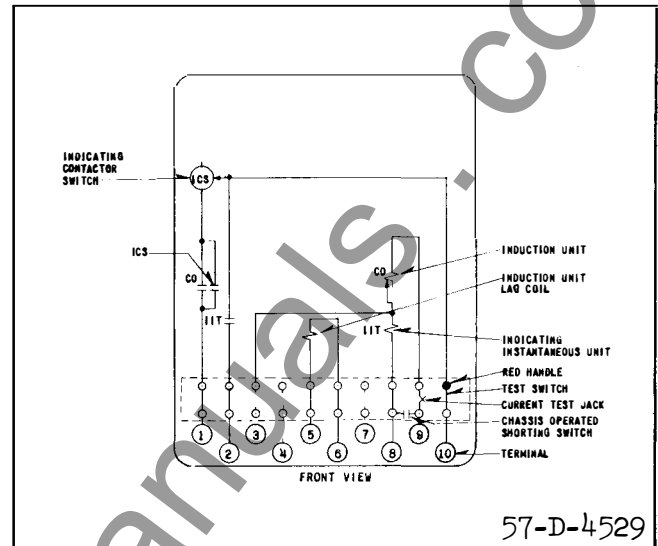 INDICATING
CONTACTOR
SWITCH
ICS
ICS
CO
IIT
CO
IIT
INDUCTION UNIT
INDUCTION UNIT
LAG COIL
INDICATING
INSTANTANEOUS UNIT
RED HANDLE
TEST SWITCH
CURRENT TEST JACK
CHASSIS OPERATED
SHORTING SWITCH
TERMINAL
1 2 3 4 5 6 7 8 9 10
FRONT VIEW
57-D-4529
anuals.co